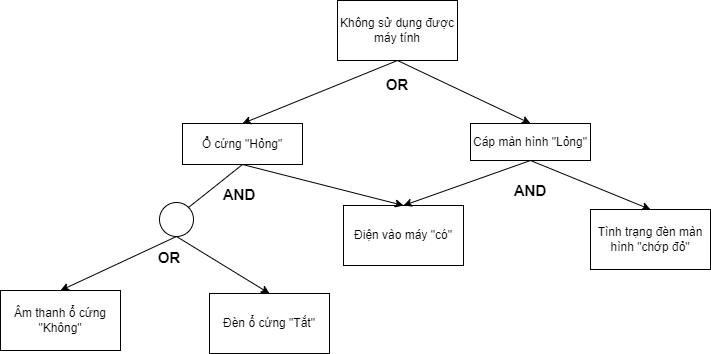 Không sử dụng được
máy tính
OR
Ổ cứng "Hỏng"
Cáp màn hình "Lỏng"
AND
AND
Điện vào máy "có"
Tình trạng đèn màn
hình "chớp đỏ"
OR
Âm thanh ổ cứng
"Không"
Đèn ổ cứng "Tắt"